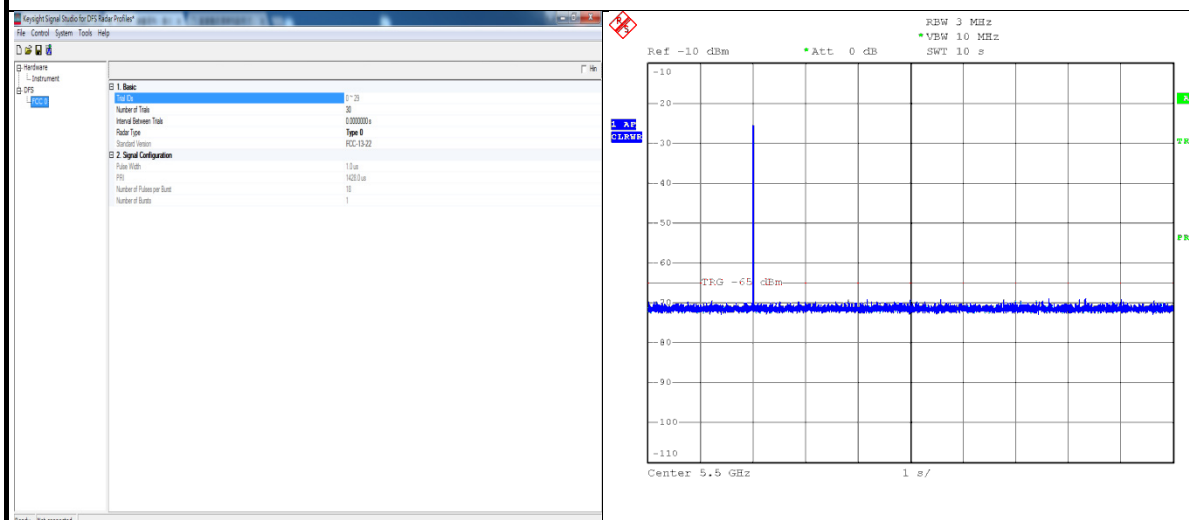 Keysight Signal Studio for DFS Radar Profiles*
File Control System Tools Help
Hardware
Instrument
DFS
FCC 0
1. Basic
Trial IDs 0 ~ 29
Number of Trials 30
Interval Between Trials 0.0000000 s
Radar Type Type 0
Standard Version FCC-13-22
2. Signal Configuration
Pulse Width 1.0 us
PRI 1428.0 us
Number of Pulses per Burst 18
Number of Bursts 1
R S
RBW 3 MHz
*VBW 10 MHz
Ref -10 dBm *Att 0 dB SWT 10 s
-10
-20
-30
-40
-50
-60
TRG -65 dBm
-70
-80
-90
-100
-110
1 AP
CLRWR
A
PR
Center 5.5 GHz 1 s/